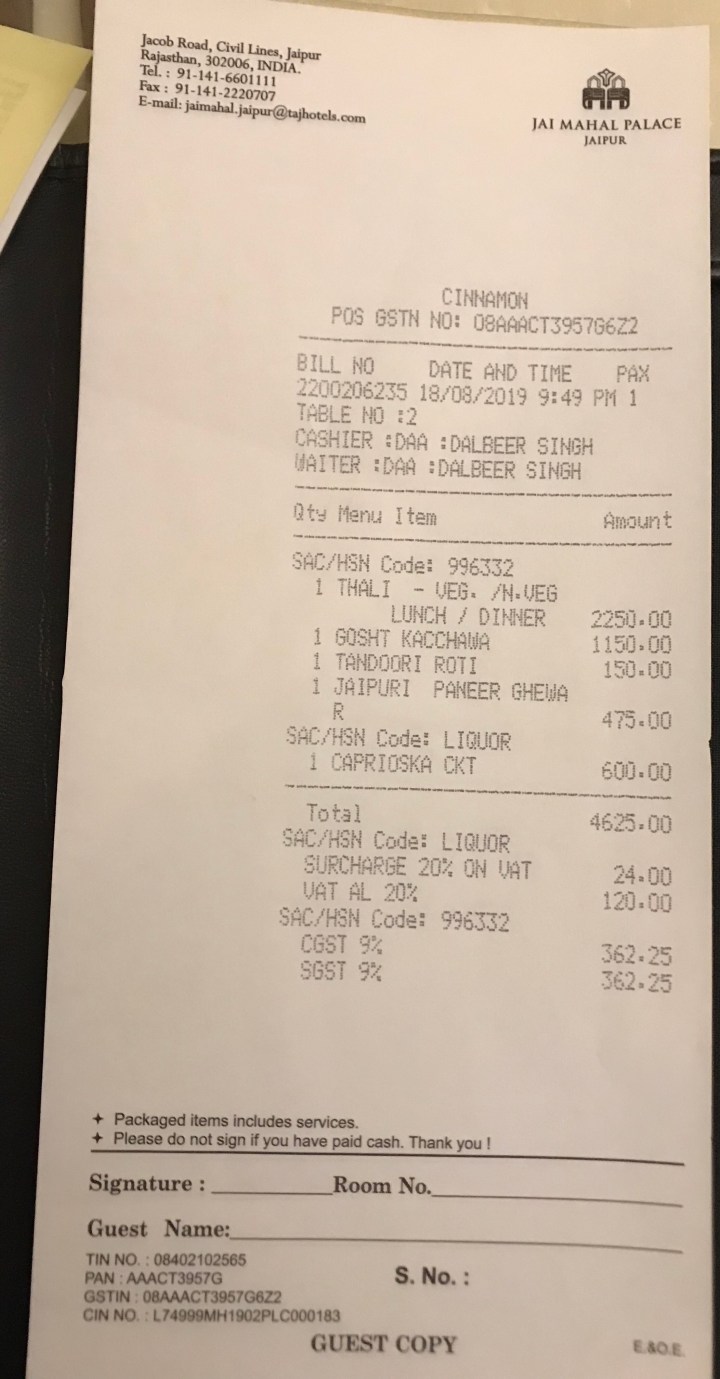 Jacob Road, Civil Lines, Jaipur
Rajasthan, 302006, INDIA.
Tel. : 91-141-6601111
Fax : 91-141-2220707
E-mail: jaimahal.jaipur@tajhotels.com
JAI MAHAL PALACE
JAIPUR
CINNAMON
POS GSTN NO: 08AAACT3957G6Z2
BILL NO DATE AND TIME PAX
2200206235 18/08/2019 9:49 PM 1
TABLE NO :2
CASHIER :DAA :DALBEER SINGH
WAITER :DAA :DALBEER SINGH
Qty Menu Item Amount
SAC/HSN Code: 996332
1 THALI - VEG. /N.VEG
LUNCH / DINNER 2250.00
1 GOSHT KACCHAWA 1150.00
1 TANDOORI ROTI 150.00
1 JAIPURI PANEER GHEWA
R 475.00
SAC/HSN Code: LIQUOR
1 CAPRIOSKA CKT 600.00
Total 4625.00
SAC/HSN Code: LIQUOR
SURCHARGE 20% ON VAT 24.00
VAT AL 20% 120.00
SAC/HSN Code: 996332
CGST 9% 362.25
SGST 9% 362.25
+ Packaged items includes services.
+ Please do not sign if you have paid cash. Thank you !
Signature : Room No.
Guest Name:
TIN NO. : 08402102565
PAN : AAACT3957G
S. No. :
GSTIN : 08AAACT3957G6Z2
CIN NO. : L74999MH1902PLC000183
GUEST COPY E.&O.E.